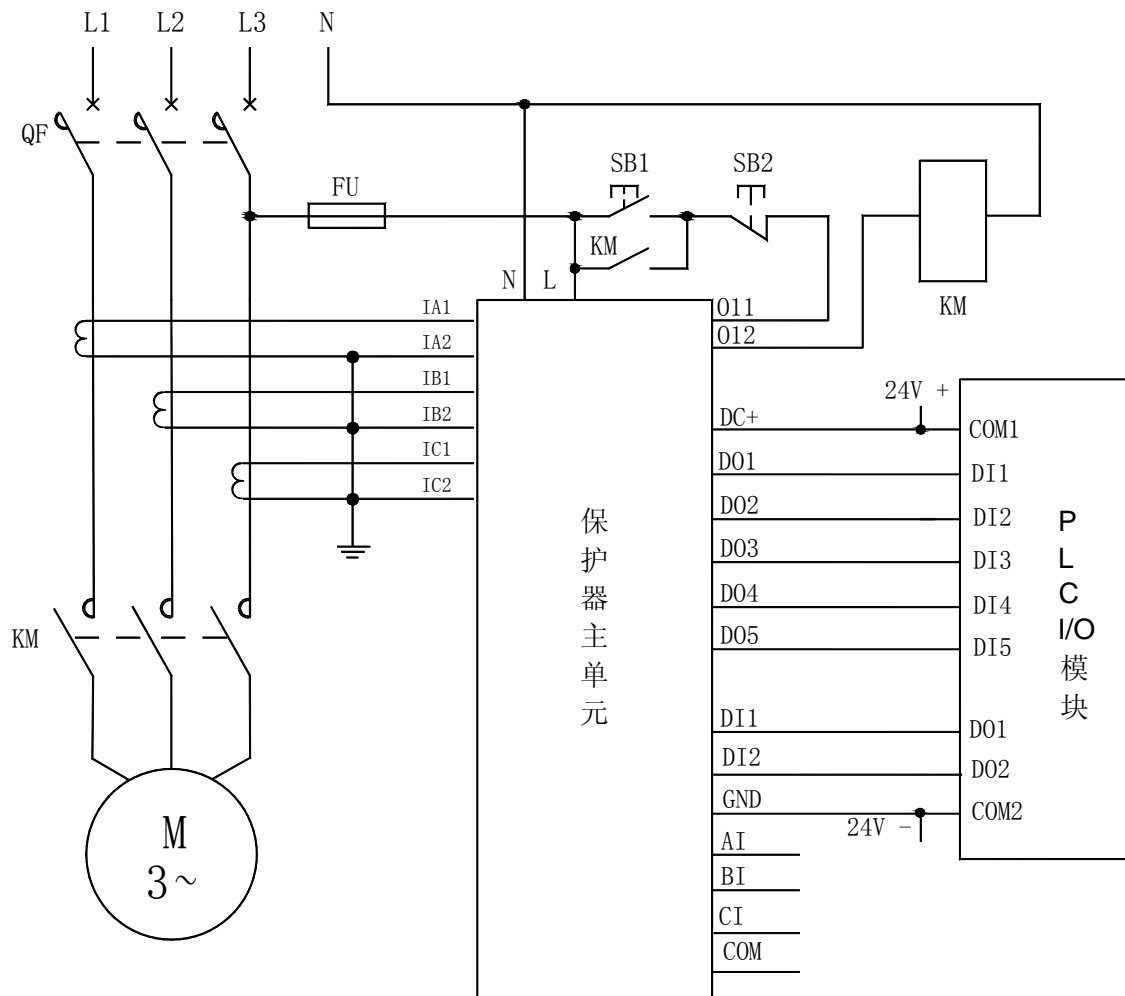 L1 L2 L3 N
QF
FU
SB1 SB2
KM
N L
KM
IA1
IA2
IB1
IB2
IC1
IC2
O11
O12
24V +
DC+
DO1
DO2
DO3
DO4
DO5
DI1
DI2
GND
24V -
AI
BI
CI
COM
COM1
DI1
DI2
DI3
DI4
DI5
DO1
DO2
COM2
保护器主单元
PLC I/O模块
KM
M
3~